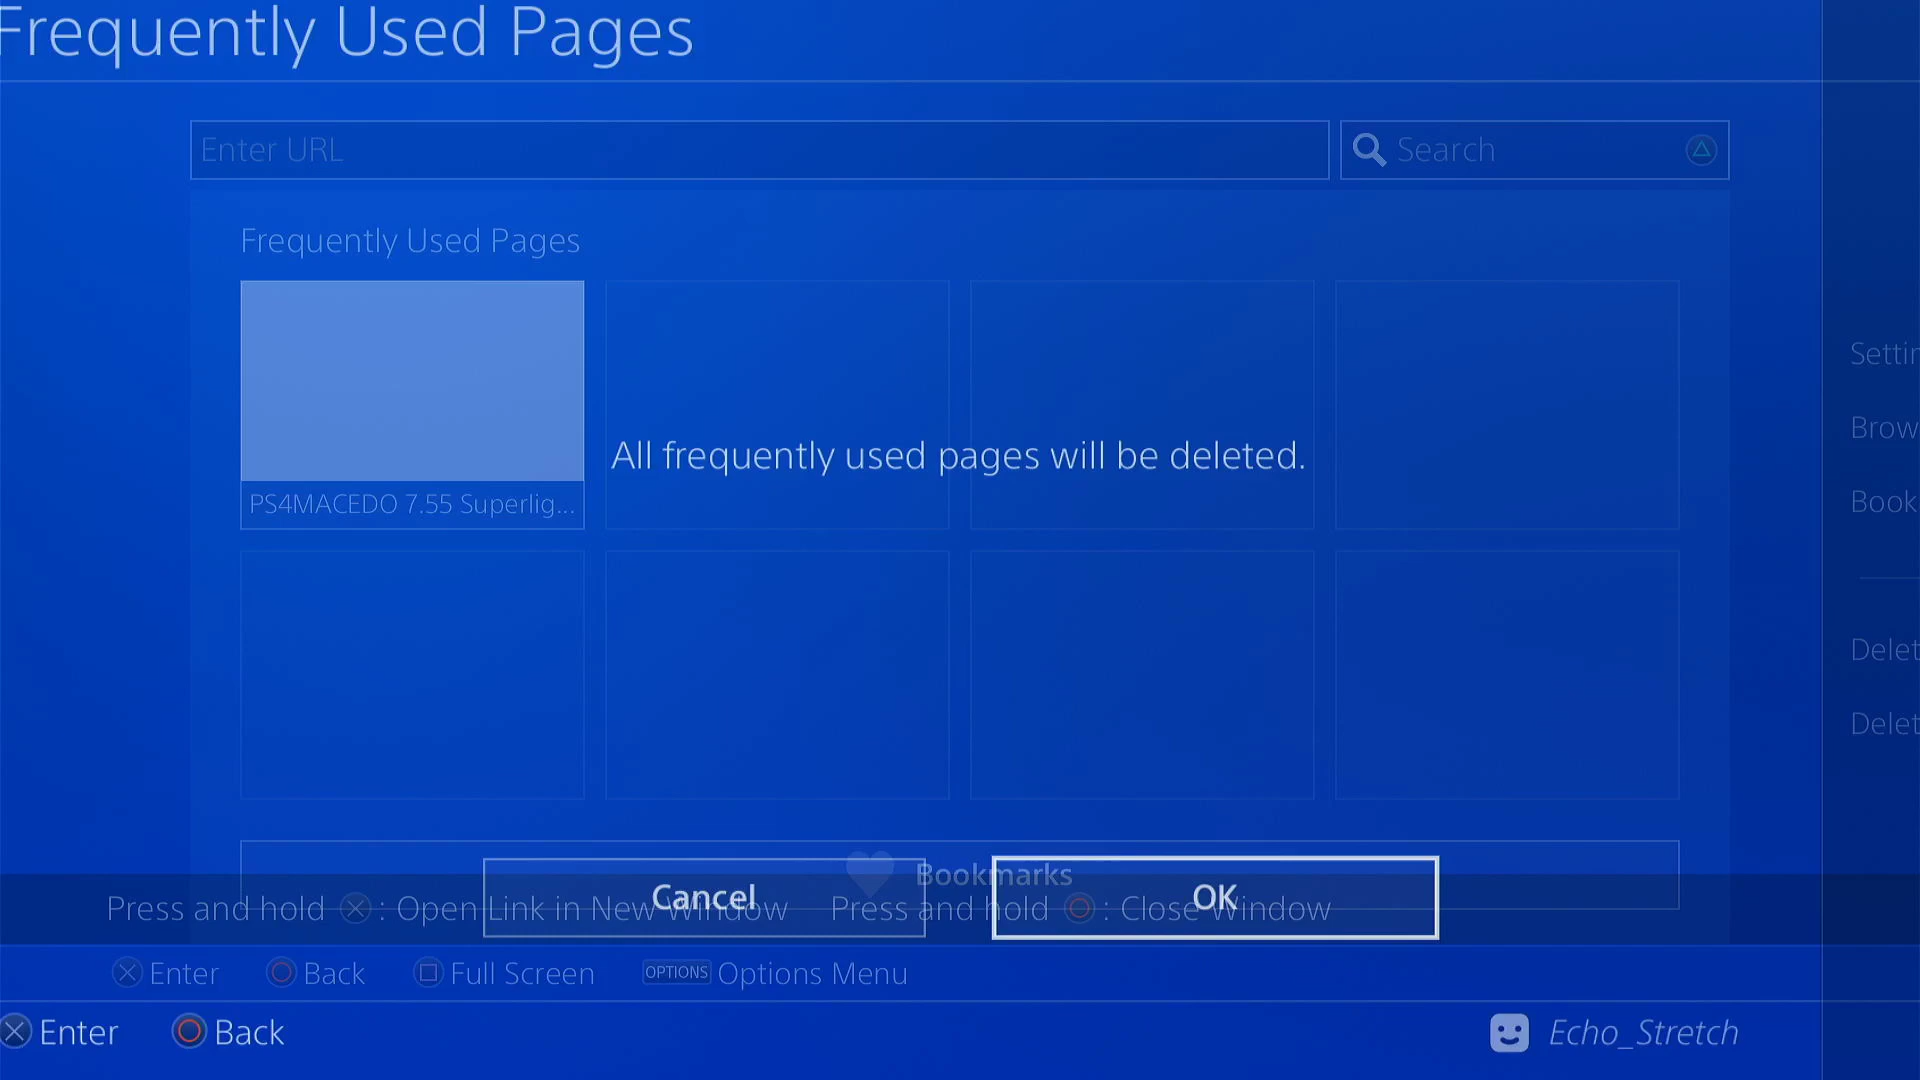 Frequently Used Pages
Enter URL
Search
Frequently Used Pages
PS4MACEDO 7.55 Superlig...
All frequently used pages will be deleted.
Settin
Brow
Book
Delet
Delet
Bookmarks
Cancel
OK
Press and hold : Open Link in New Window Press and hold : Close Window
Enter Back Full Screen OPTIONS Options Menu
Enter Back
Echo_Stretch